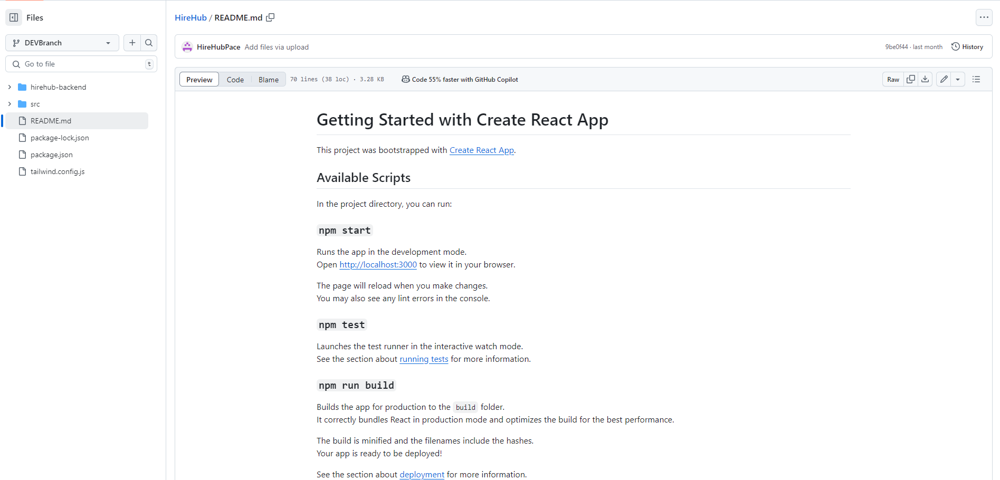 Files
DEVBranch
Go to file
t
hirehub-backend
src
README.md
package-lock.json
package.json
tailwind.config.js
HireHub / README.md
HireHubPace Add files via upload
9be0f44 · last month
History
Preview
Code
Blame
70 lines (38 loc) · 3.28 KB
Code 55% faster with GitHub Copilot
Raw
Getting Started with Create React App
This project was bootstrapped with Create React App.
Available Scripts
In the project directory, you can run:
npm start
Runs the app in the development mode.
Open http://localhost:3000 to view it in your browser.
The page will reload when you make changes.
You may also see any lint errors in the console.
npm test
Launches the test runner in the interactive watch mode.
See the section about running tests for more information.
npm run build
Builds the app for production to the build folder.
It correctly bundles React in production mode and optimizes the build for the best performance.
The build is minified and the filenames include the hashes.
Your app is ready to be deployed!
See the section about deployment for more information.